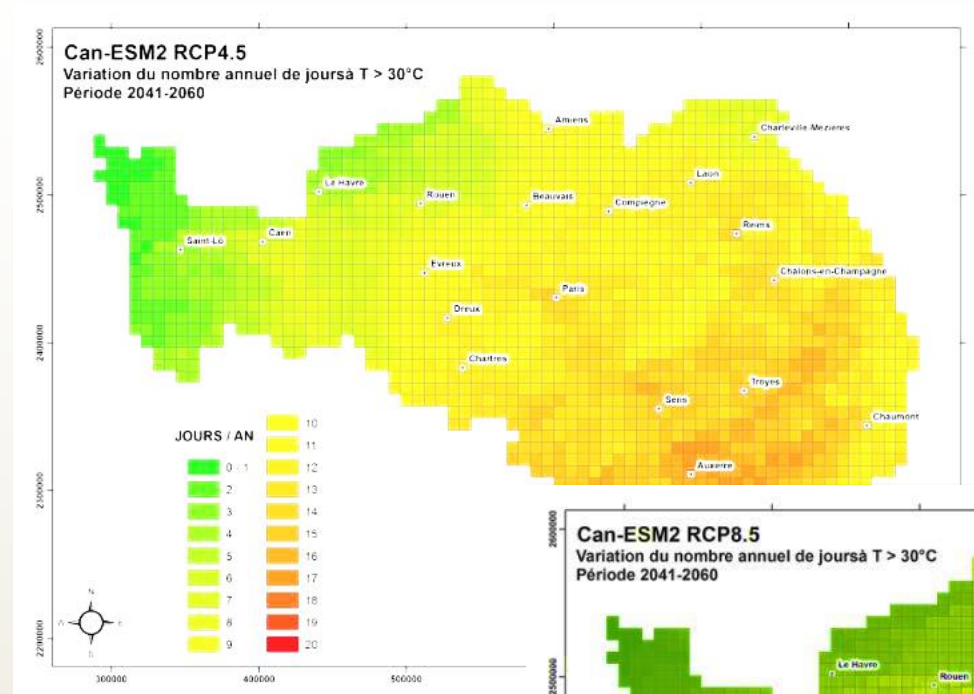 Can-ESM2 RCP4.5
Variation du nombre annuel de joursà T > 30°C
Période 2041-2060
2600000
2500000
2400000
2300000
2200000
Amiens
Charleville-Mezieres
Laon
Le Havre
Rouen
Beauvais
Compiegne
Reims
Saint-Lô
Caen
Evreux
Châlons-en-Champagne
Paris
Dreux
Chartres
Troyes
Sens
Chaumont
Auxerre
JOURS / AN
0 - 1
2
3
4
5
6
7
8
9
10
11
12
13
14
15
16
17
18
19
20
N
A
E
S
300000
400000
500000
Can-ESM2 RCP8.5
Variation du nombre annuel de joursà T > 30°C
Période 2041-2060
2600000
2500000
Le Havre
Rouen